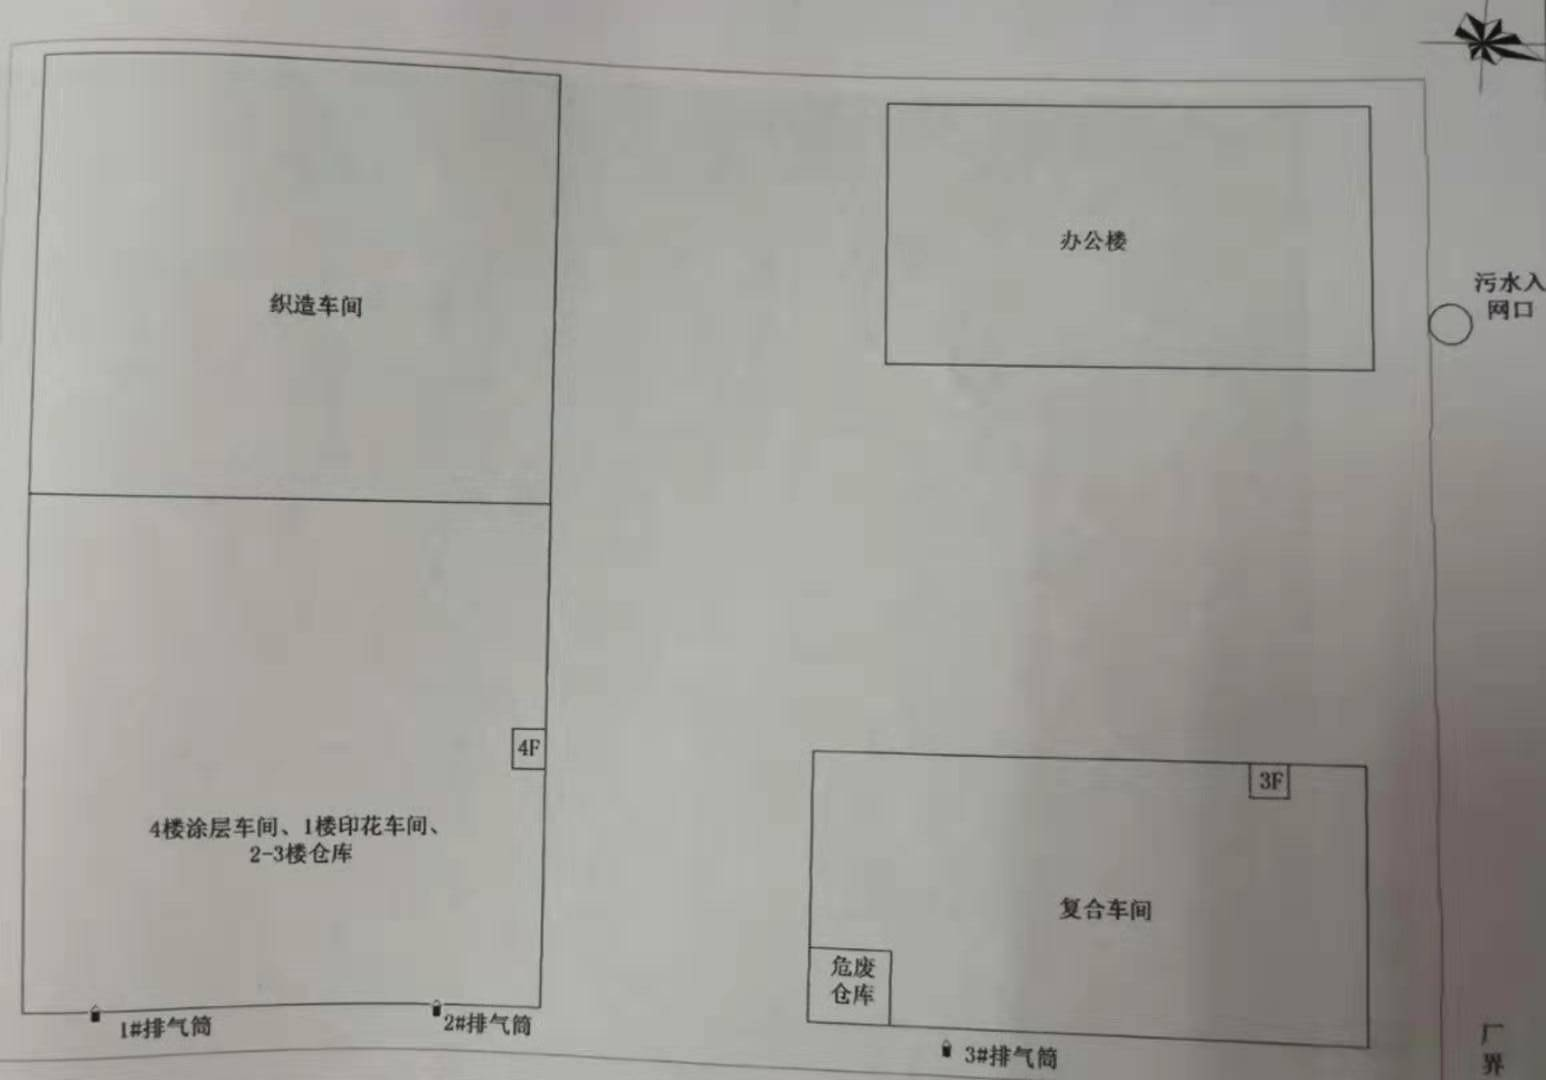 办公楼
污水入
网口
织造车间
4F
4楼涂层车间、1楼印花车间、
2-3楼仓库
3F
复合车间
危废
仓库
1#排气筒
2#排气筒
3#排气筒
厂
界